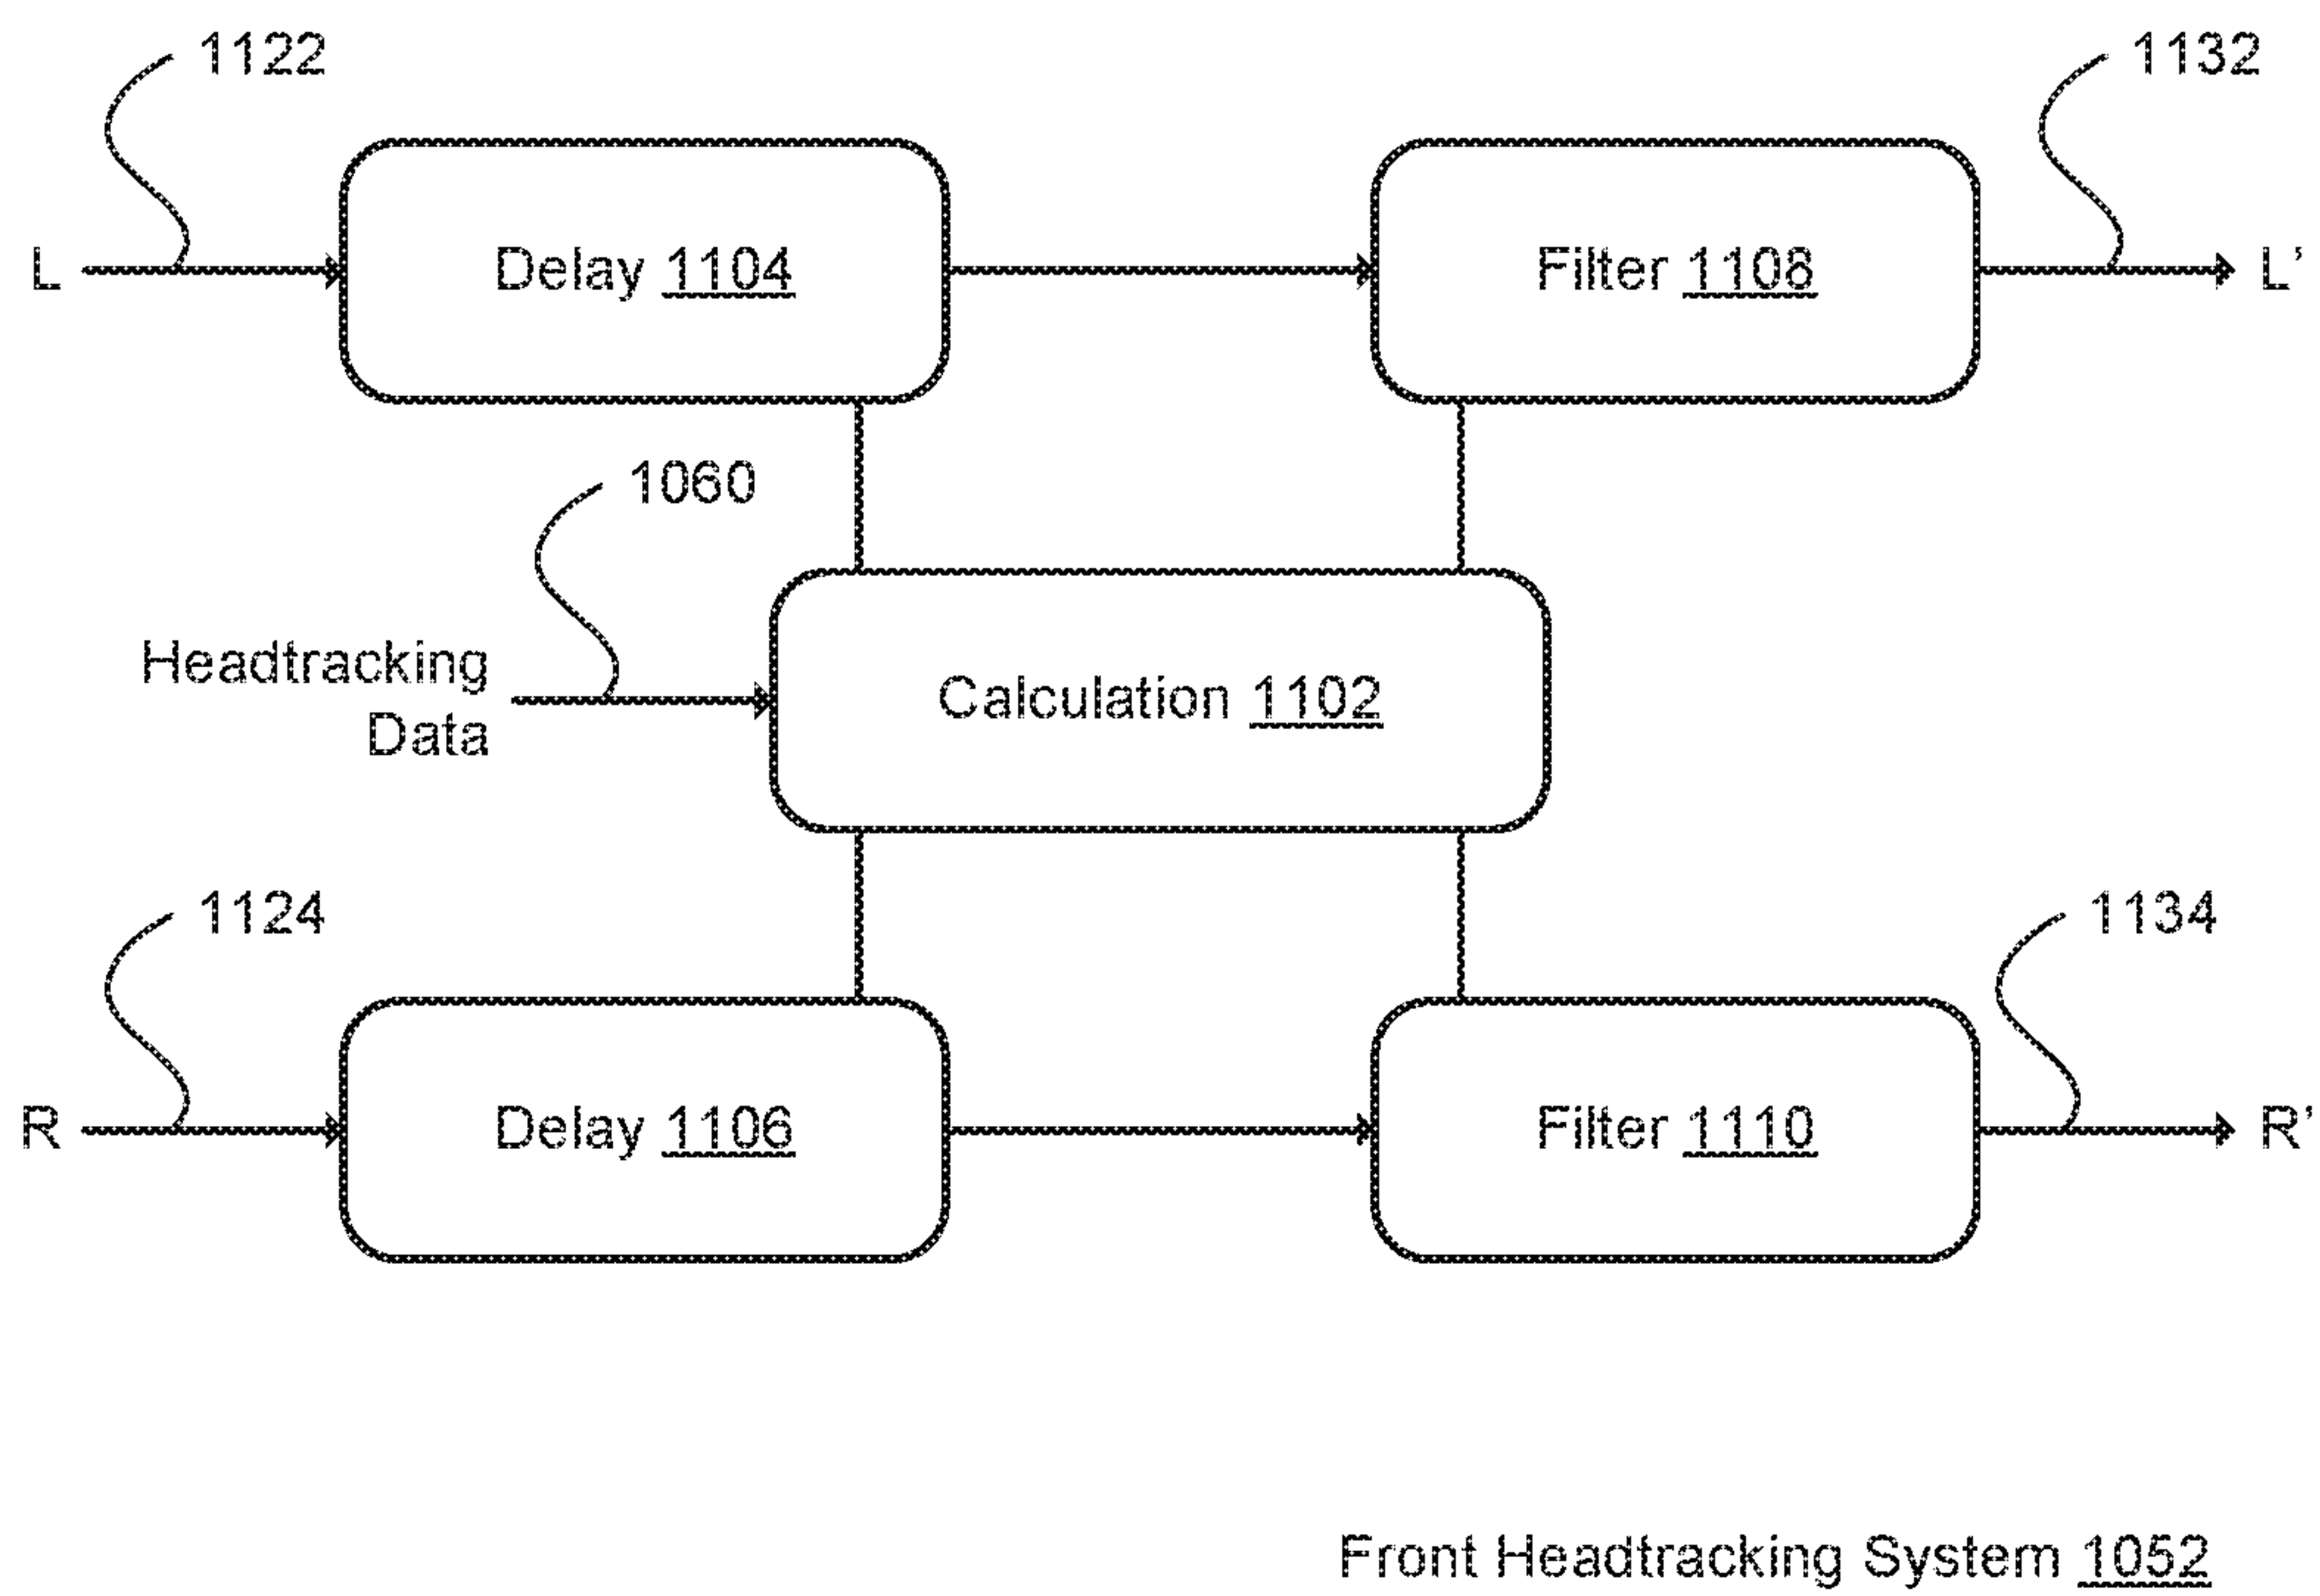 1122
1132
L
Delay 1104
Filter 1108
L'
1060
Headtracking
Data
Calculation 1102
1124
1134
R
Delay 1106
Filter 1110
R'
Front Headtracking System 1052